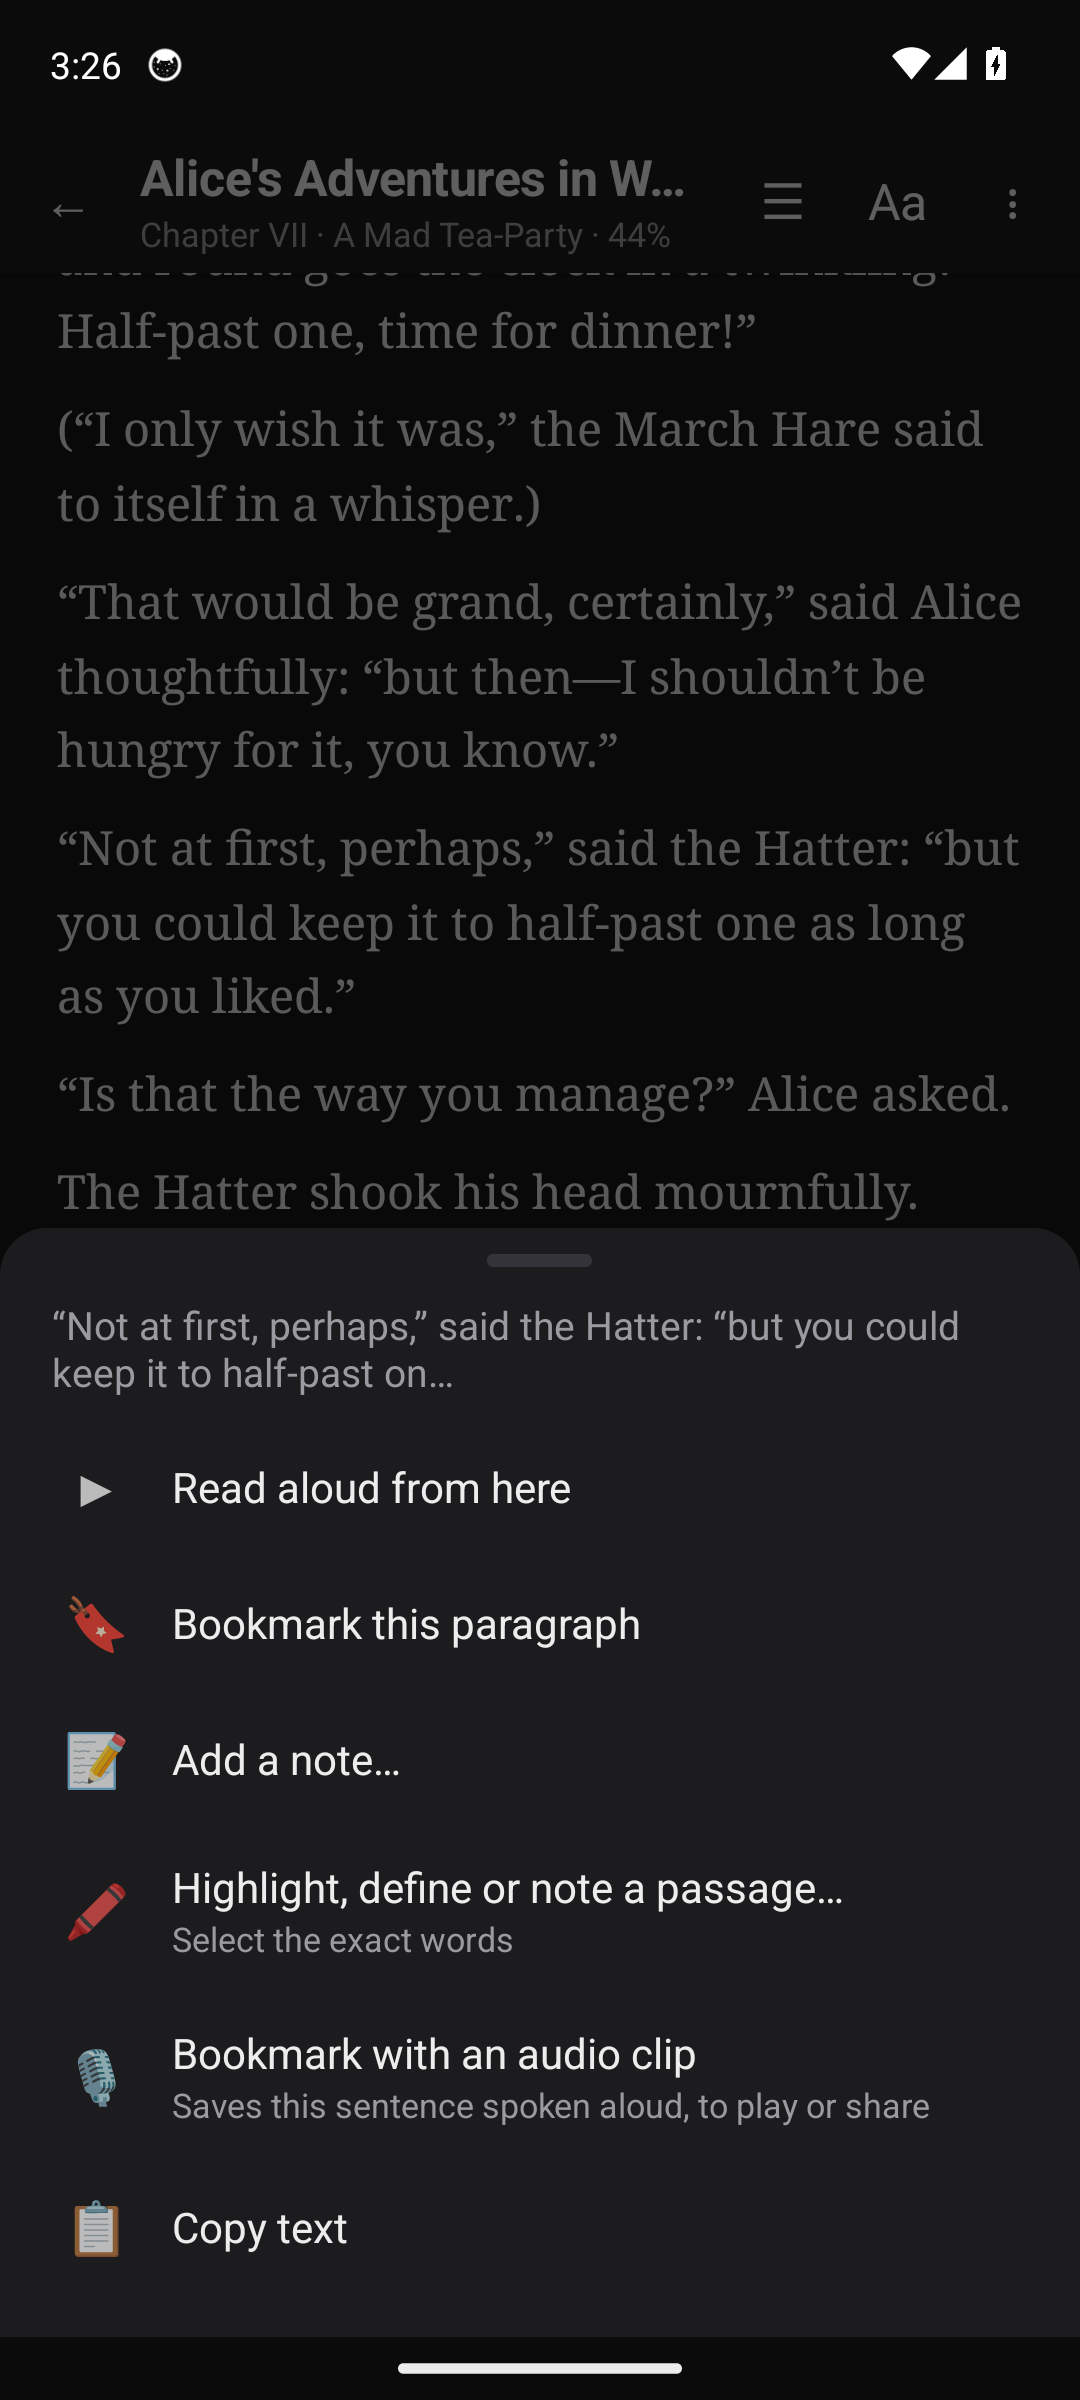 3:26
Alice's Adventures in W...
Aa
Chapter VII · A Mad Tea-Party · 44%
Half-past one, time for dinner!”
(“I only wish it was,” the March Hare said
to itself in a whisper.)
“That would be grand, certainly,” said Alice
thoughtfully: “but then—I shouldn’t be
hungry for it, you know.”
“Not at first, perhaps,” said the Hatter: “but
you could keep it to half-past one as long
as you liked.”
“Is that the way you manage?” Alice asked.
The Hatter shook his head mournfully.
“Not at first, perhaps,” said the Hatter: “but you could
keep it to half-past on…
Read aloud from here
Bookmark this paragraph
Add a note…
Highlight, define or note a passage…
Select the exact words
Bookmark with an audio clip
Saves this sentence spoken aloud, to play or share
Copy text